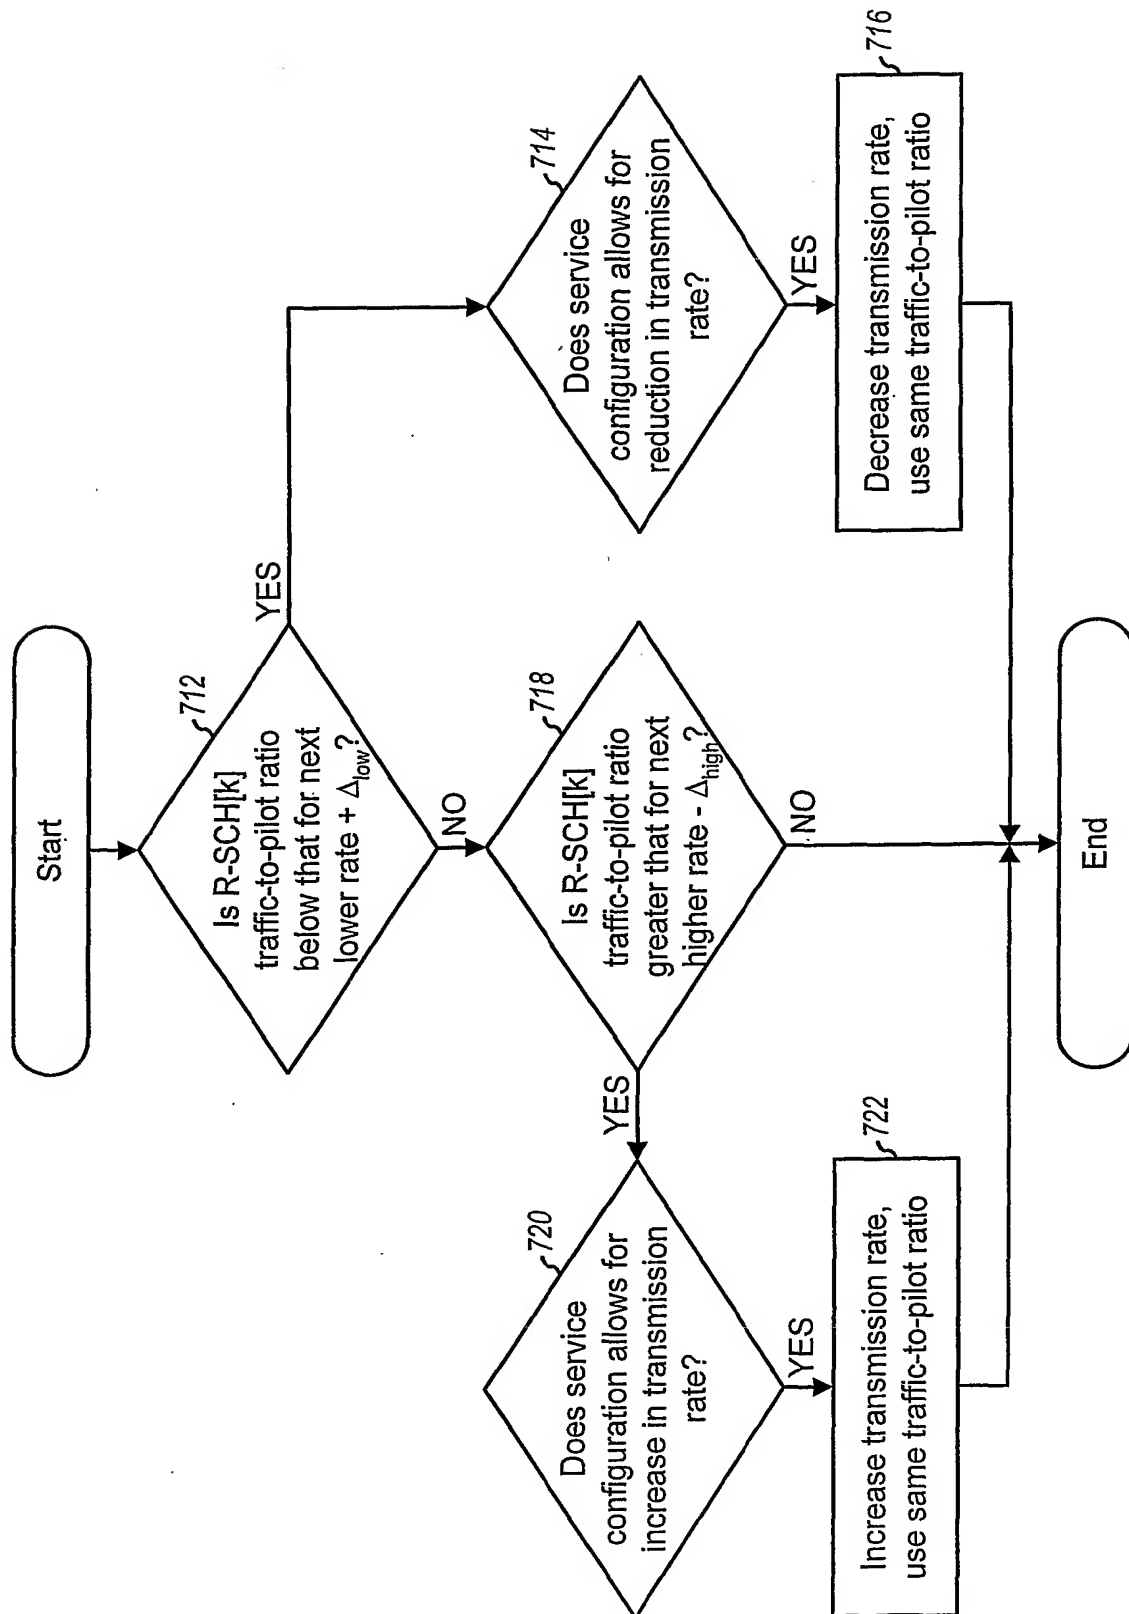 Start
712
Is R-SCH[k]
traffic-to-pilot ratio
below that for next
lower rate + Δlow?
YES
NO
714
Does service
configuration allows for
reduction in transmission
rate?
YES
716
Decrease transmission rate,
use same traffic-to-pilot ratio
718
Is R-SCH[k]
traffic-to-pilot ratio
greater that for next
higher rate - Δhigh?
YES
NO
720
Does service
configuration allows for
increase in transmission
rate?
YES
722
Increase transmission rate,
use same traffic-to-pilot ratio
End